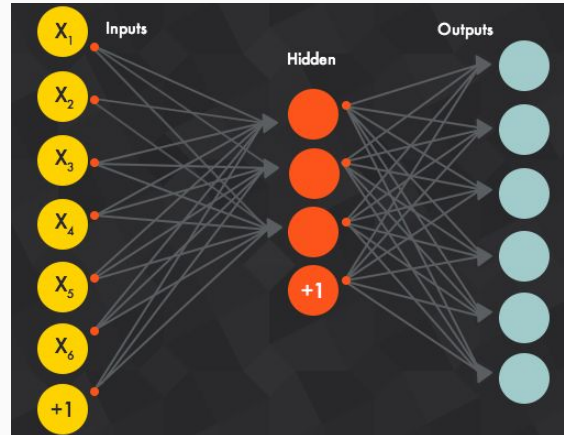 Inputs
Hidden
Outputs
X₁
X₂
X₃
X₄
X₅
X₆
+1
+1